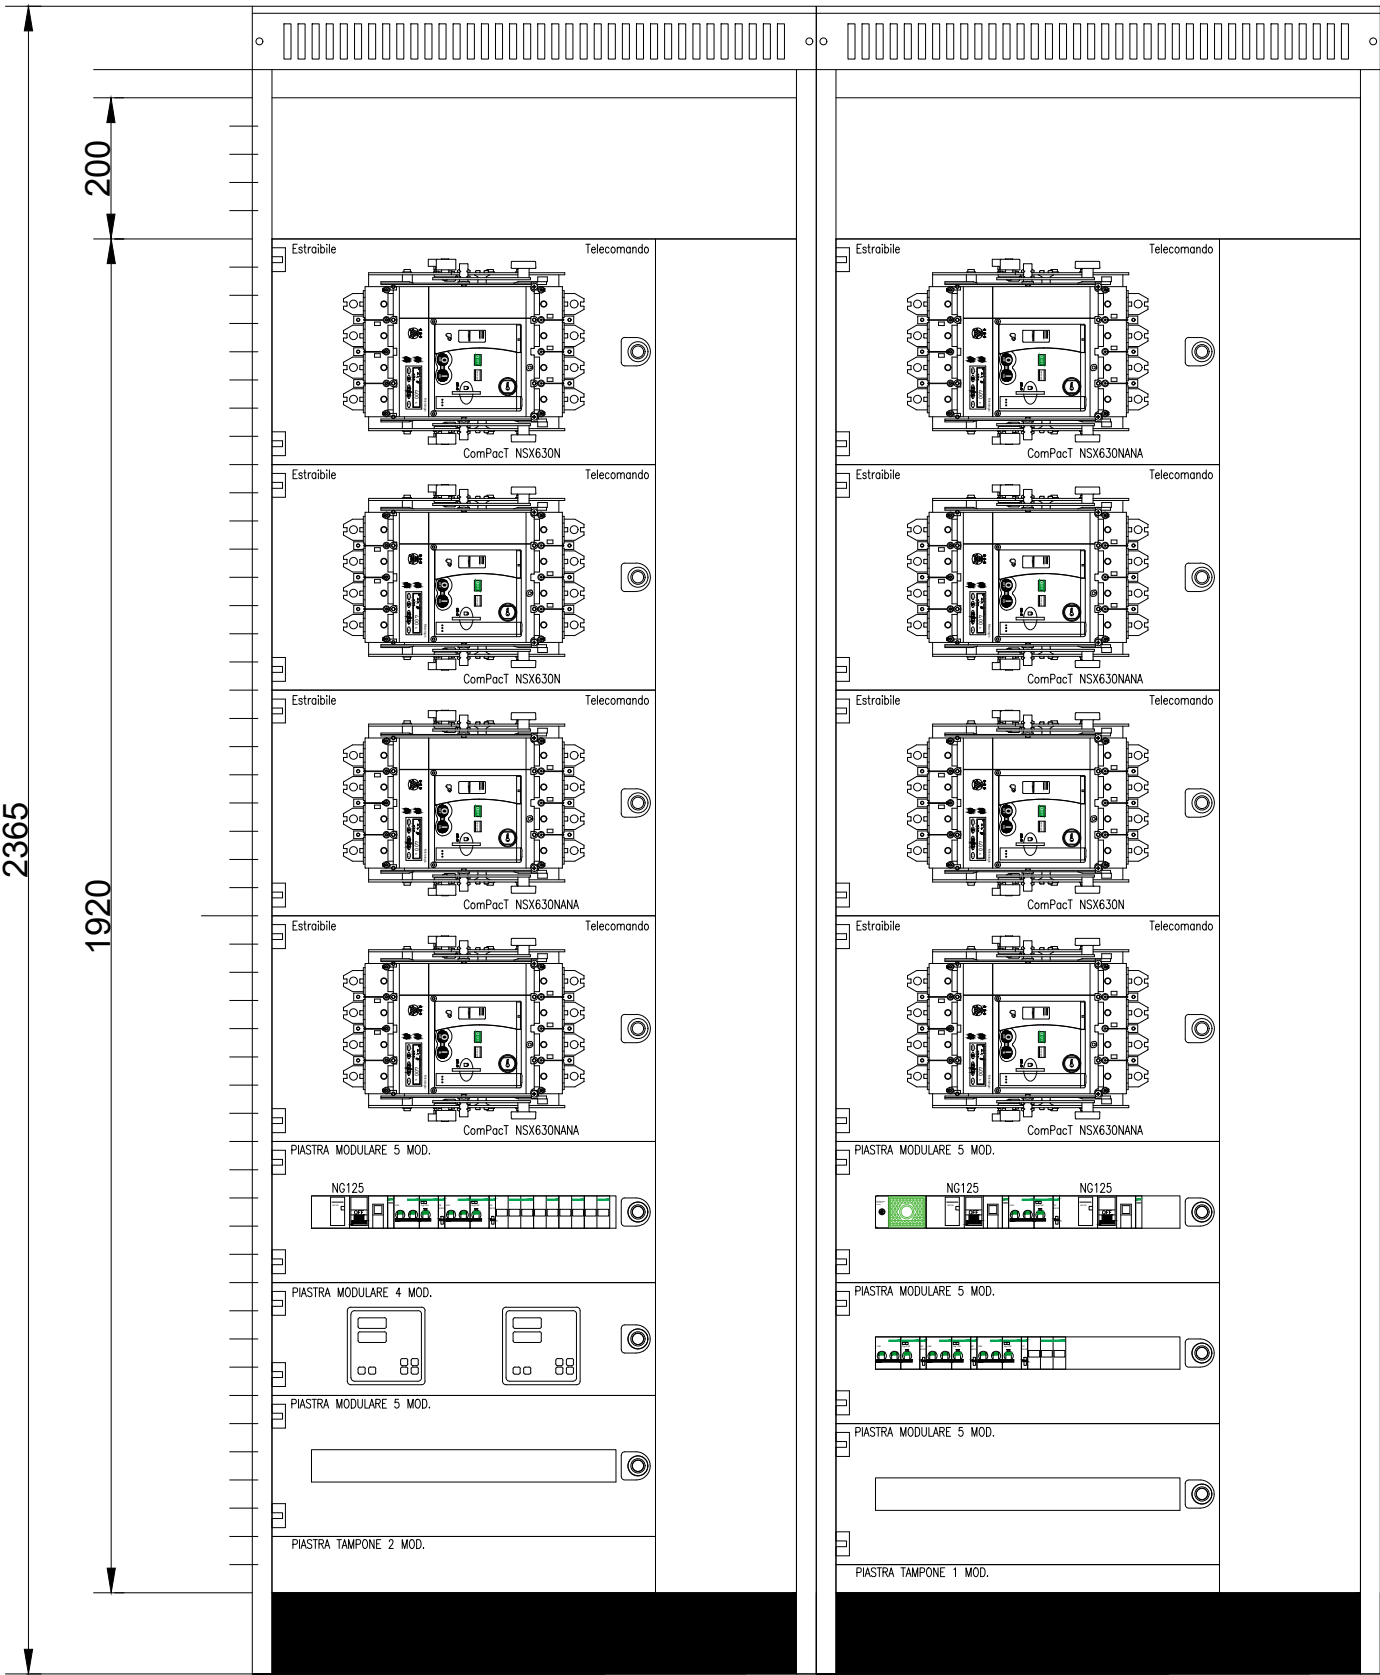 200
2365
1920
Estraibile Telecomando
ComPacT NSX630N
Estraibile Telecomando
ComPacT NSX630N
Estraibile Telecomando
ComPacT NSX630NANA
Estraibile Telecomando
ComPacT NSX630NANA
PIASTRA MODULARE 5 MOD.
NG125
PIASTRA MODULARE 4 MOD.
PIASTRA MODULARE 5 MOD.
PIASTRA TAMPONE 2 MOD.
Estraibile Telecomando
ComPacT NSX630NANA
Estraibile Telecomando
ComPacT NSX630NANA
Estraibile Telecomando
ComPacT NSX630N
Estraibile Telecomando
ComPacT NSX630NANA
PIASTRA MODULARE 5 MOD.
NG125 NG125
PIASTRA MODULARE 5 MOD.
PIASTRA MODULARE 5 MOD.
PIASTRA TAMPONE 1 MOD.